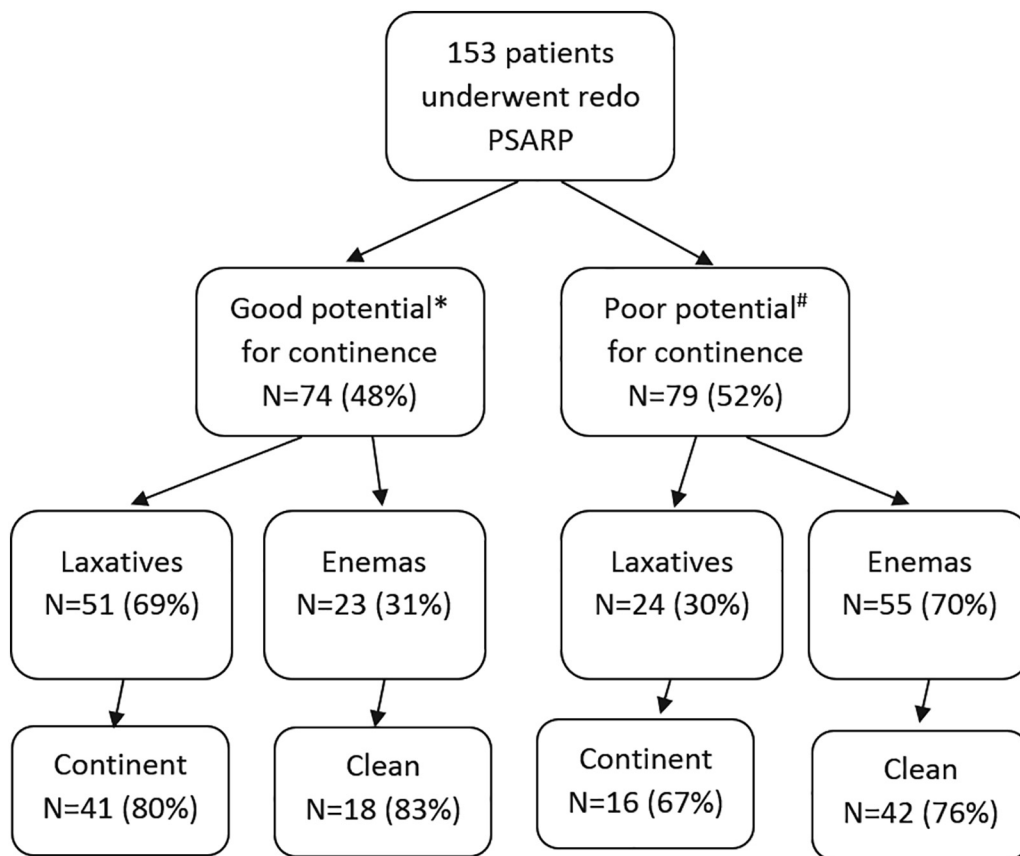 153 patients
underwent redo
PSARP
Good potential*
for continence
N=74 (48%)
Poor potential#
for continence
N=79 (52%)
Laxatives
N=51 (69%)
Enemas
N=23 (31%)
Laxatives
N=24 (30%)
Enemas
N=55 (70%)
Continent
N=41 (80%)
Clean
N=18 (83%)
Continent
N=16 (67%)
Clean
N=42 (76%)